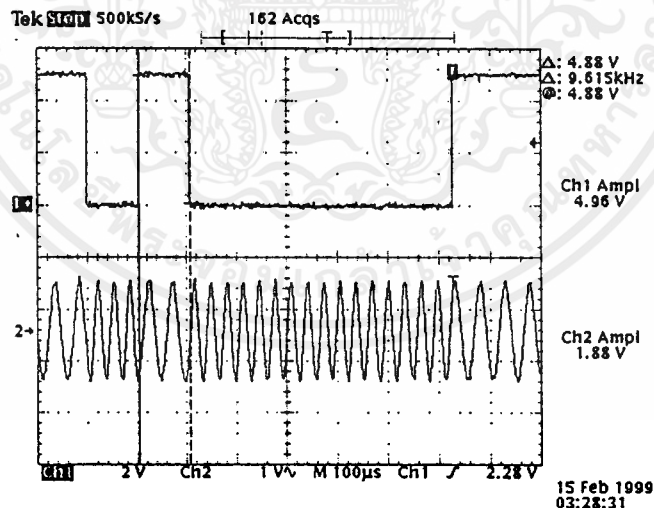 Tek Stop 500kS/s 162 Acqs
Δ: 4.88 V
Δ: 9.615kHz
@: 4.88 V
Ch1 Ampl
4.96 V
2→
Ch2 Ampl
1.88 V
Ch1 2 V Ch2 1 V∿ M 100µs Ch1 ∫ 2.28 V
15 Feb 1999
03:28:31